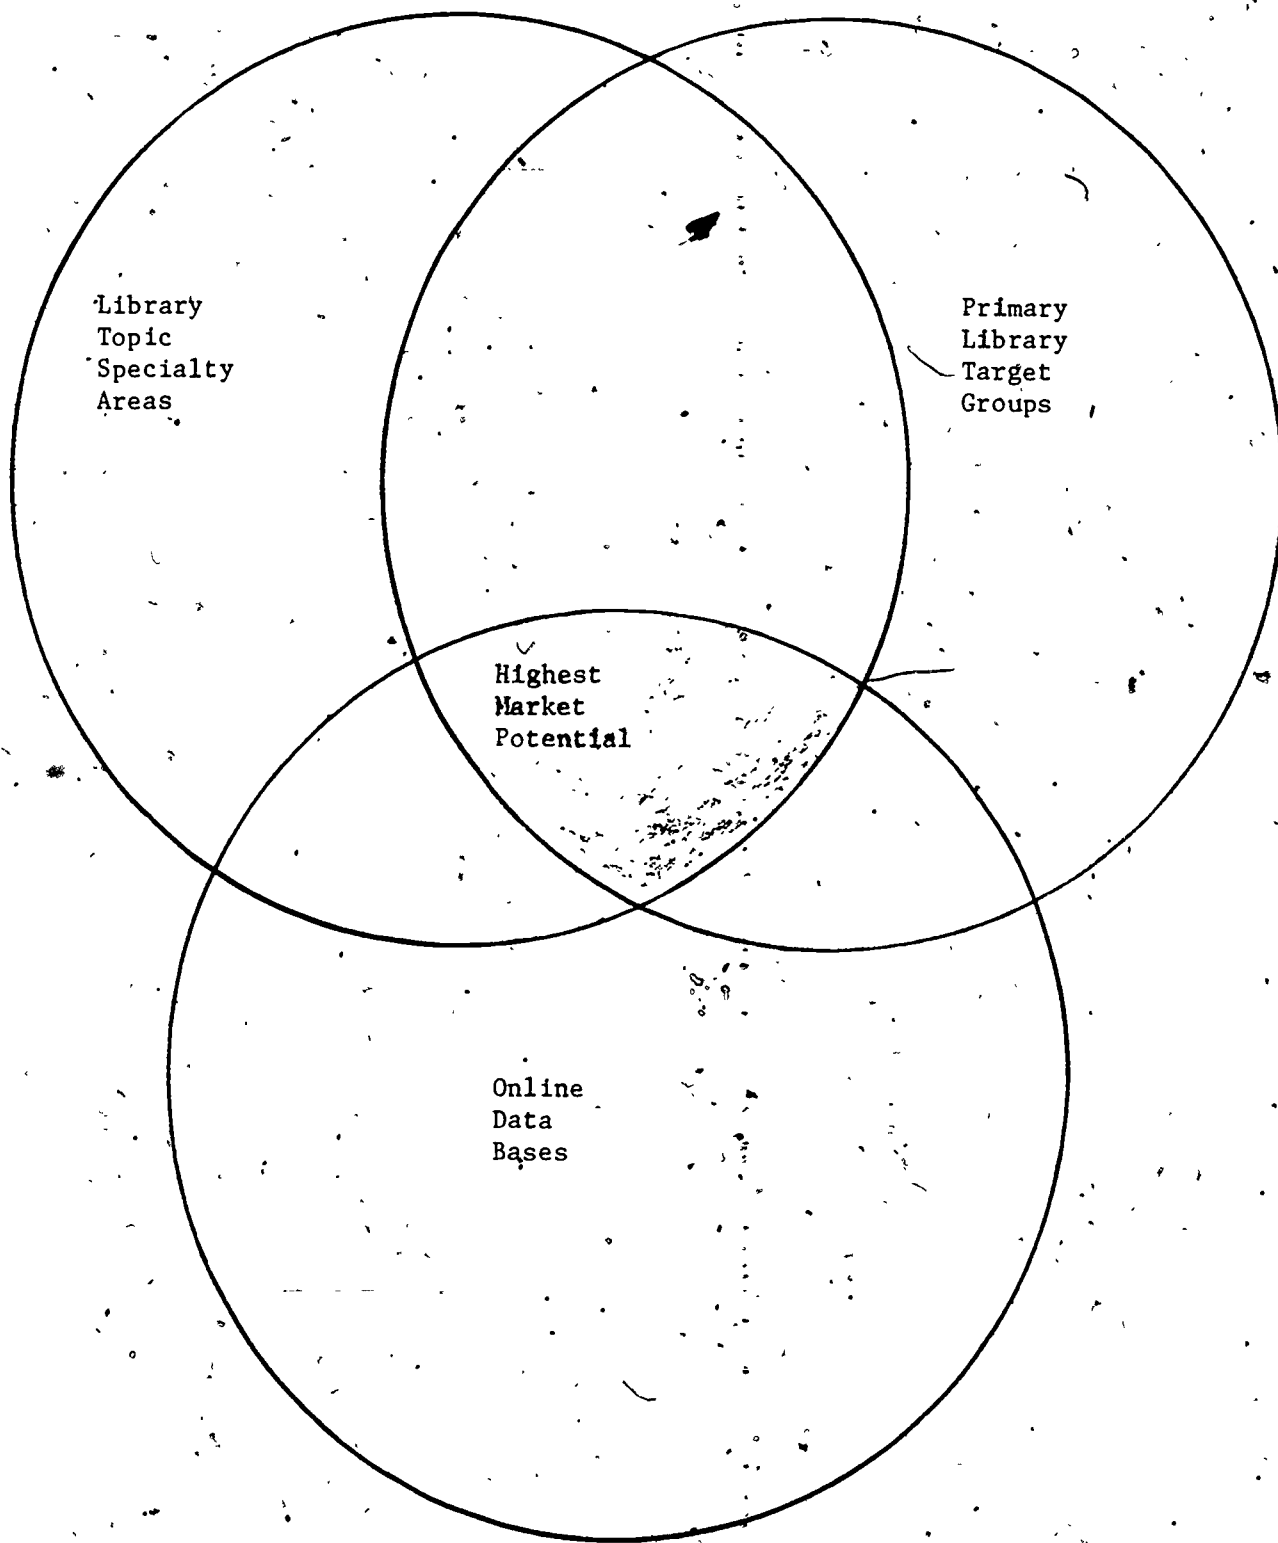 Library
Topic
Specialty
Areas
Primary
Library
Target
Groups
Highest
Market
Potential
Online
Data
Bases